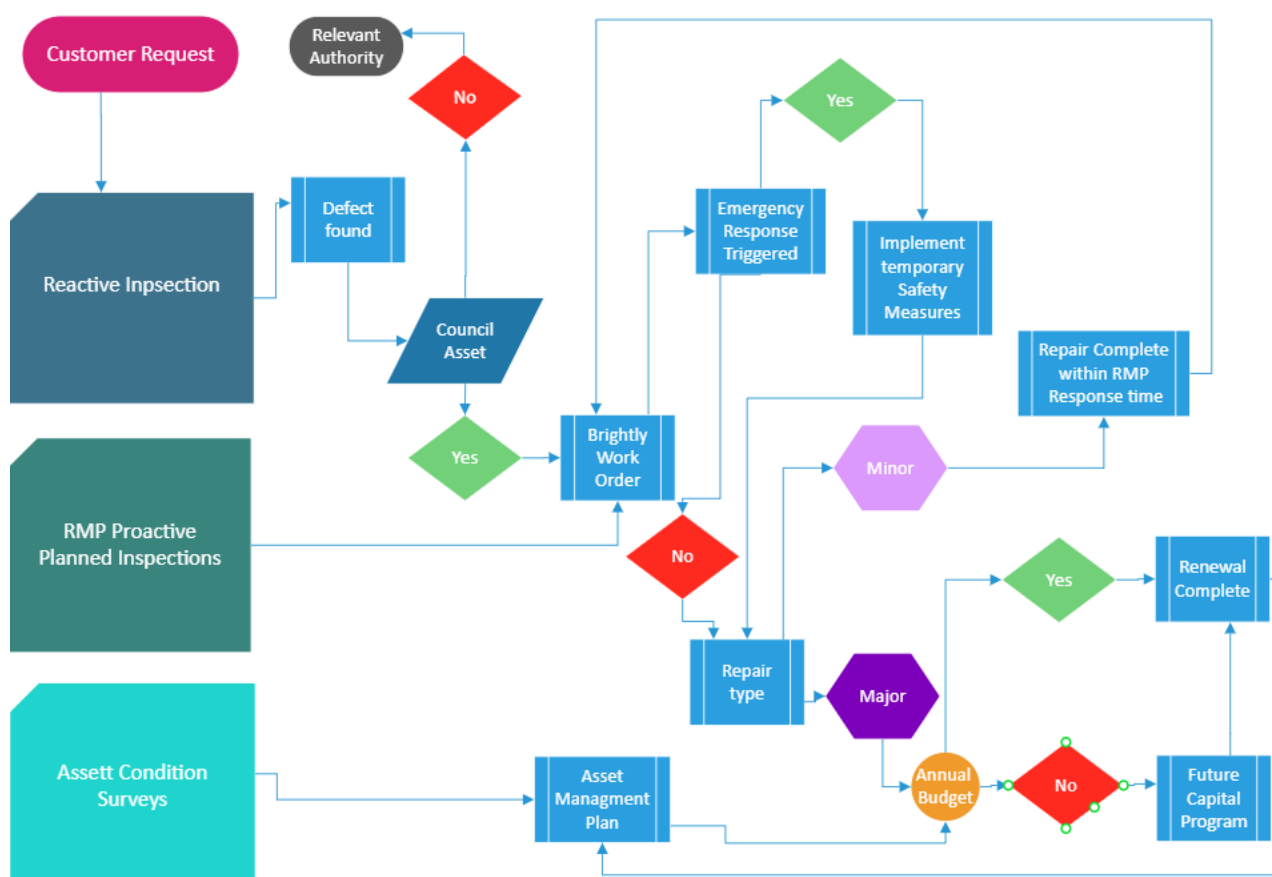 Customer Request
Relevant
Authority
No
Yes
Defect
found
Emergency
Response
Triggered
Implement
temporary
Safety
Measures
Reactive Inpsection
Council
Asset
Repair Complete
within RMP
Response time
Yes
Brightly
Work
Order
Minor
RMP Proactive
Planned Inspections
No
Yes
Renewal
Complete
Repair
type
Major
Assett Condition
Surveys
Asset
Managment
Plan
Annual
Budget
No
Future
Capital
Program